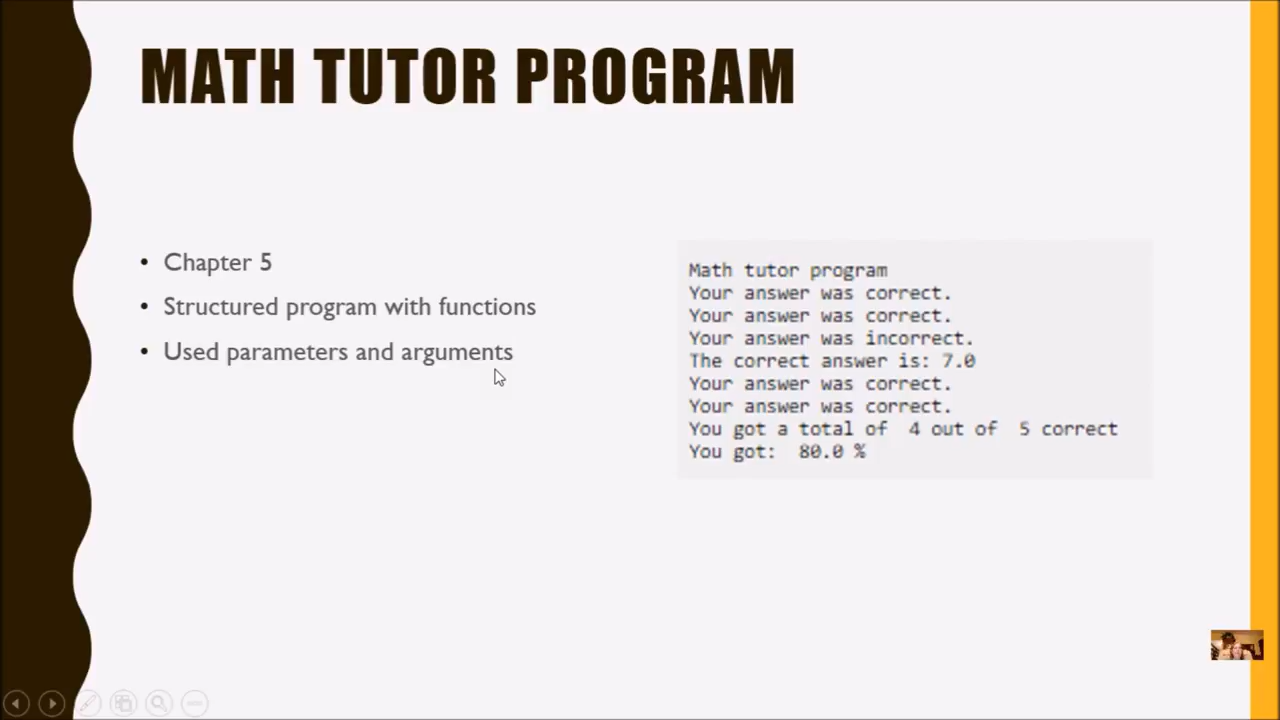 MATH TUTOR PROGRAM
• Chapter 5
• Structured program with functions
• Used parameters and arguments
Math tutor program
Your answer was correct.
Your answer was correct.
Your answer was incorrect.
The correct answer is: 7.0
Your answer was correct.
Your answer was correct.
You got a total of  4 out of  5 correct
You got:  80.0 %